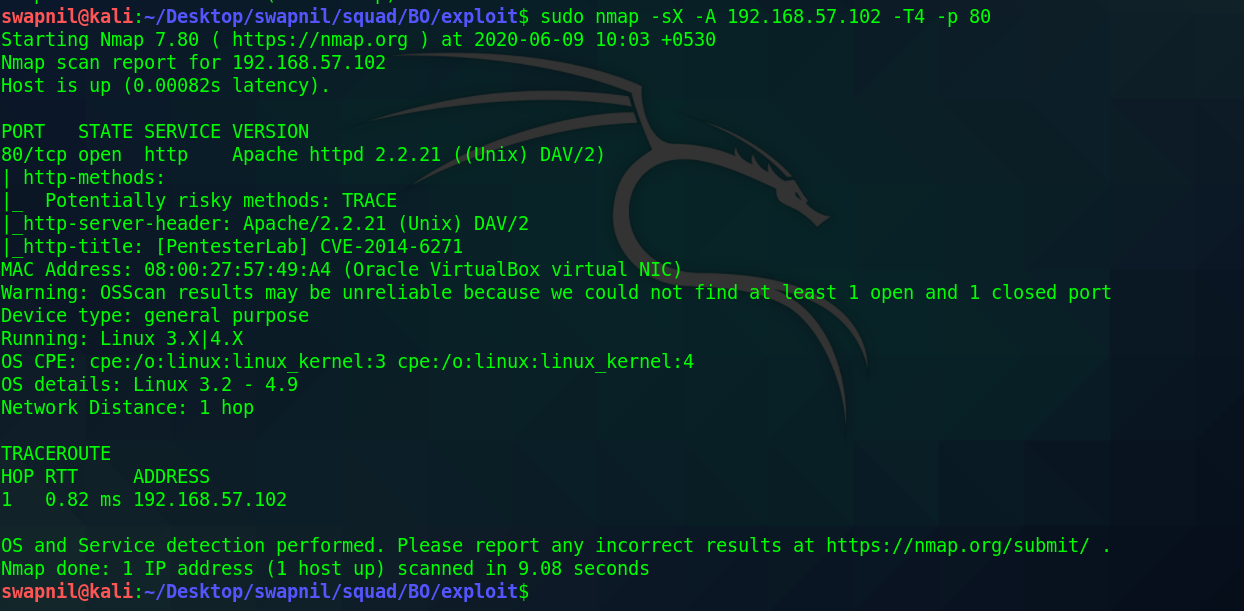 swapnil@kali:~/Desktop/swapnil/squad/BO/exploit$ sudo nmap -sX -A 192.168.57.102 -T4 -p 80
Starting Nmap 7.80 ( https://nmap.org ) at 2020-06-09 10:03 +0530
Nmap scan report for 192.168.57.102
Host is up (0.00082s latency).

PORT   STATE SERVICE VERSION
80/tcp open  http    Apache httpd 2.2.21 ((Unix) DAV/2)
| http-methods:
|_  Potentially risky methods: TRACE
|_http-server-header: Apache/2.2.21 (Unix) DAV/2
|_http-title: [PentesterLab] CVE-2014-6271
MAC Address: 08:00:27:57:49:A4 (Oracle VirtualBox virtual NIC)
Warning: OSScan results may be unreliable because we could not find at least 1 open and 1 closed port
Device type: general purpose
Running: Linux 3.X|4.X
OS CPE: cpe:/o:linux:linux_kernel:3 cpe:/o:linux:linux_kernel:4
OS details: Linux 3.2 - 4.9
Network Distance: 1 hop

TRACEROUTE
HOP RTT     ADDRESS
1   0.82 ms 192.168.57.102

OS and Service detection performed. Please report any incorrect results at https://nmap.org/submit/ .
Nmap done: 1 IP address (1 host up) scanned in 9.08 seconds
swapnil@kali:~/Desktop/swapnil/squad/BO/exploit$